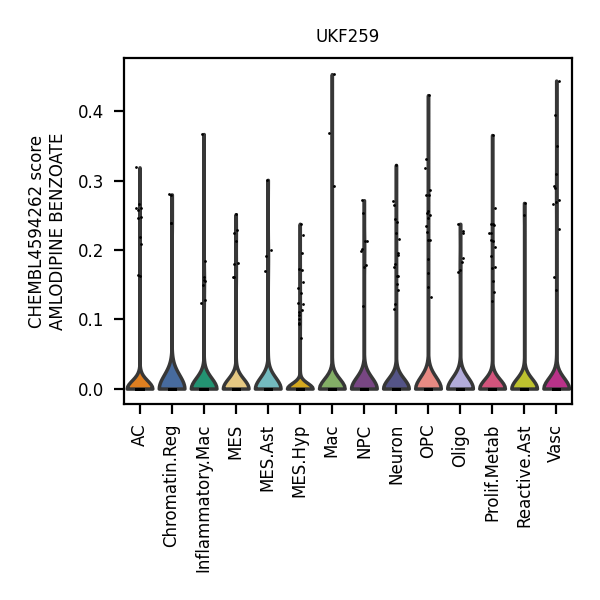 UKF259
CHEMBL4594262 score
AMLODIPINE BENZOATE
0.4
0.3
0.2
0.1
0.0
AC
Chromatin.Reg
Inflammatory.Mac
MES
MES.Ast
MES.Hyp
Mac
NPC
Neuron
OPC
Oligo
Prolif.Metab
Reactive.Ast
Vasc